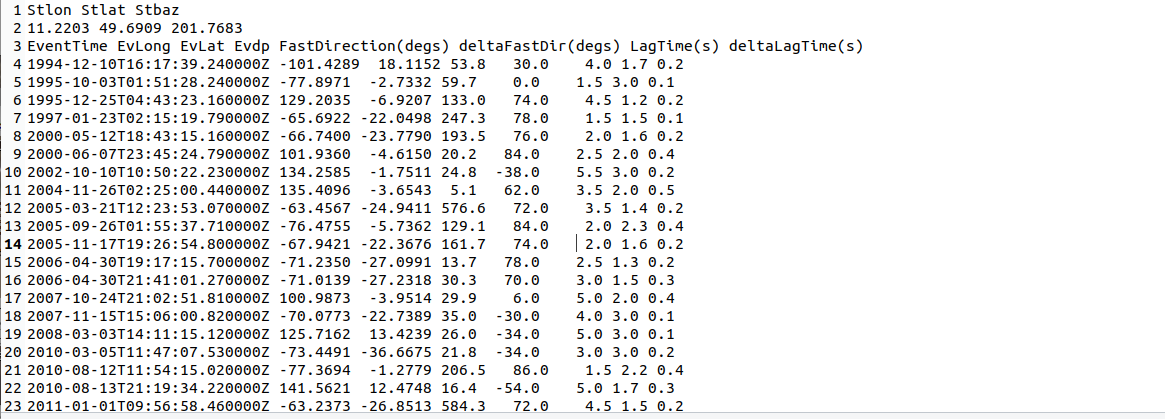 1 Stlon Stlat Stbaz
2 11.2203 49.6909 201.7683
3 EventTime EvLong EvLat Evdp FastDirection(degs) deltaFastDir(degs) LagTime(s) deltaLagTime(s)
4 1994-12-10T16:17:39.240000Z -101.4289  18.1152 53.8   30.0    4.0 1.7 0.2
5 1995-10-03T01:51:28.240000Z -77.8971  -2.7332 59.7    0.0    1.5 3.0 0.1
6 1995-12-25T04:43:23.160000Z 129.2035  -6.9207 133.0   74.0    4.5 1.2 0.2
7 1997-01-23T02:15:19.790000Z -65.6922 -22.0498 247.3   78.0    1.5 1.5 0.1
8 2000-05-12T18:43:15.160000Z -66.7400 -23.7790 193.5   76.0    2.0 1.6 0.2
9 2000-06-07T23:45:24.790000Z 101.9360  -4.6150 20.2   84.0    2.5 2.0 0.4
10 2002-10-10T10:50:22.230000Z 134.2585  -1.7511 24.8  -38.0    5.5 3.0 0.2
11 2004-11-26T02:25:00.440000Z 135.4096  -3.6543  5.1   62.0    3.5 2.0 0.5
12 2005-03-21T12:23:53.070000Z -63.4567 -24.9411 576.6   72.0    3.5 1.4 0.2
13 2005-09-26T01:55:37.710000Z -76.4755  -5.7362 129.1   84.0    2.0 2.3 0.4
14 2005-11-17T19:26:54.800000Z -67.9421 -22.3676 161.7   74.0    2.0 1.6 0.2
15 2006-04-30T19:17:15.700000Z -71.2350 -27.0991 13.7   78.0    2.5 1.3 0.2
16 2006-04-30T21:41:01.270000Z -71.0139 -27.2318 30.3   70.0    3.0 1.5 0.3
17 2007-10-24T21:02:51.810000Z 100.9873  -3.9514 29.9    6.0    5.0 2.0 0.4
18 2007-11-15T15:06:00.820000Z -70.0773 -22.7389 35.0  -30.0    4.0 3.0 0.1
19 2008-03-03T14:11:15.120000Z 125.7162  13.4239 26.0  -34.0    5.0 3.0 0.1
20 2010-03-05T11:47:07.530000Z -73.4491 -36.6675 21.8  -34.0    3.0 3.0 0.2
21 2010-08-12T11:54:15.020000Z -77.3694  -1.2779 206.5   86.0    1.5 2.2 0.4
22 2010-08-13T21:19:34.220000Z 141.5621  12.4748 16.4  -54.0    5.0 1.7 0.3
23 2011-01-01T09:56:58.460000Z -63.2373 -26.8513 584.3   72.0    4.5 1.5 0.2